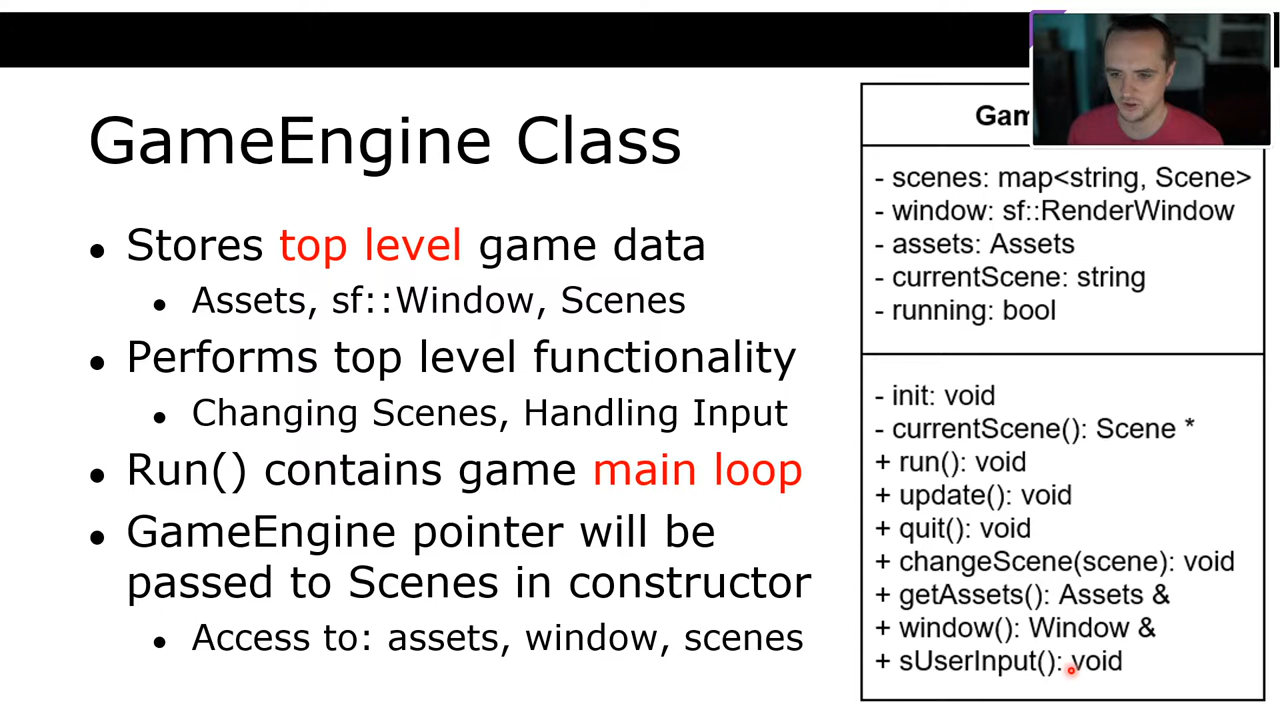 GameEngine Class
• Stores top level game data
• Assets, sf::Window, Scenes
• Performs top level functionality
• Changing Scenes, Handling Input
• Run() contains game main loop
• GameEngine pointer will be
passed to Scenes in constructor
• Access to: assets, window, scenes
- scenes: map<string, Scene>
- window: sf::RenderWindow
- assets: Assets
- currentScene: string
- running: bool
- init: void
- currentScene(): Scene *
+ run(): void
+ update(): void
+ quit(): void
+ changeScene(scene): void
+ getAssets(): Assets &
+ window(): Window &
+ sUserInput(): void